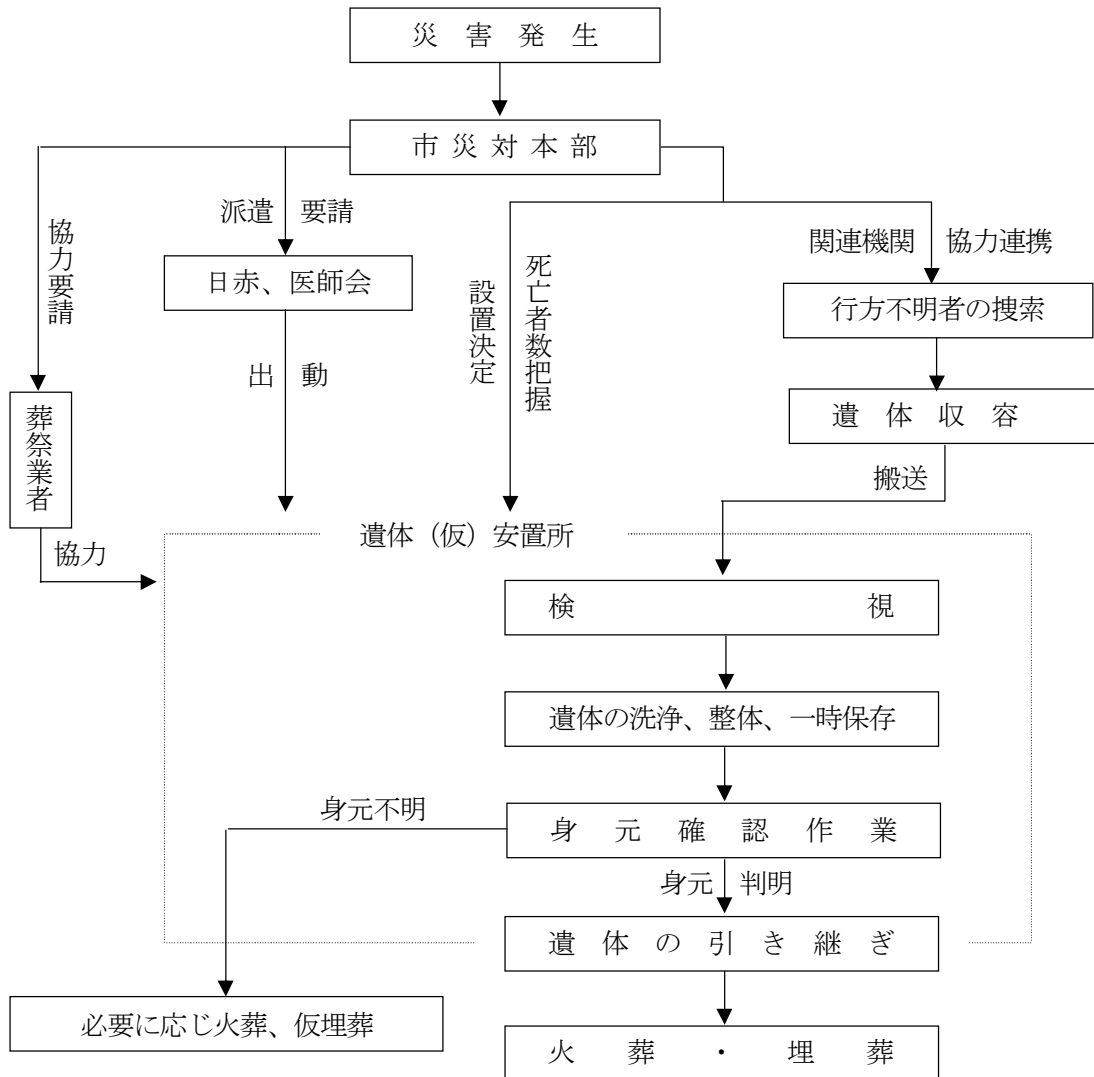 災害発生
市災対本部
派遣 要請
協力要請
関連機関 協力連携
日赤、医師会
設置決定
死亡者数把握
行方不明者の捜索
出 動
葬祭業者
遺体収容
搬送
遺体（仮）安置所
協力
検 視
遺体の洗浄、整体、一時保存
身元不明
身元確認作業
身元 判明
遺体の引き継ぎ
必要に応じ火葬、仮埋葬
火葬・埋葬